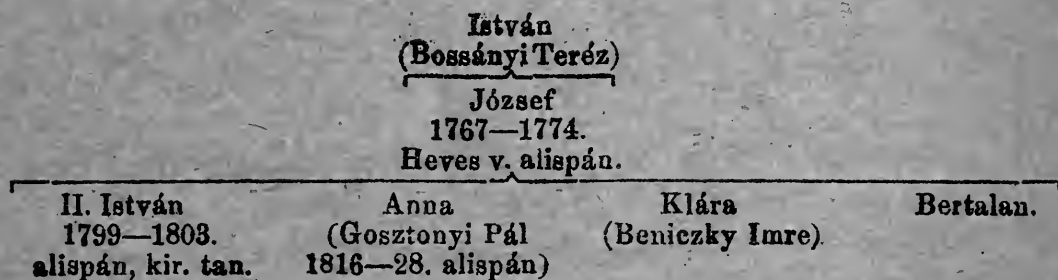 István
(Bossányi Teréz)
József
1767—1774.
Heves v. alispán.
II. István Anna Klára Bertalan.
1799—1803. (Gosztonyi Pál (Beniczky Imre).
alispán, kir. tan. 1816—28. alispán)